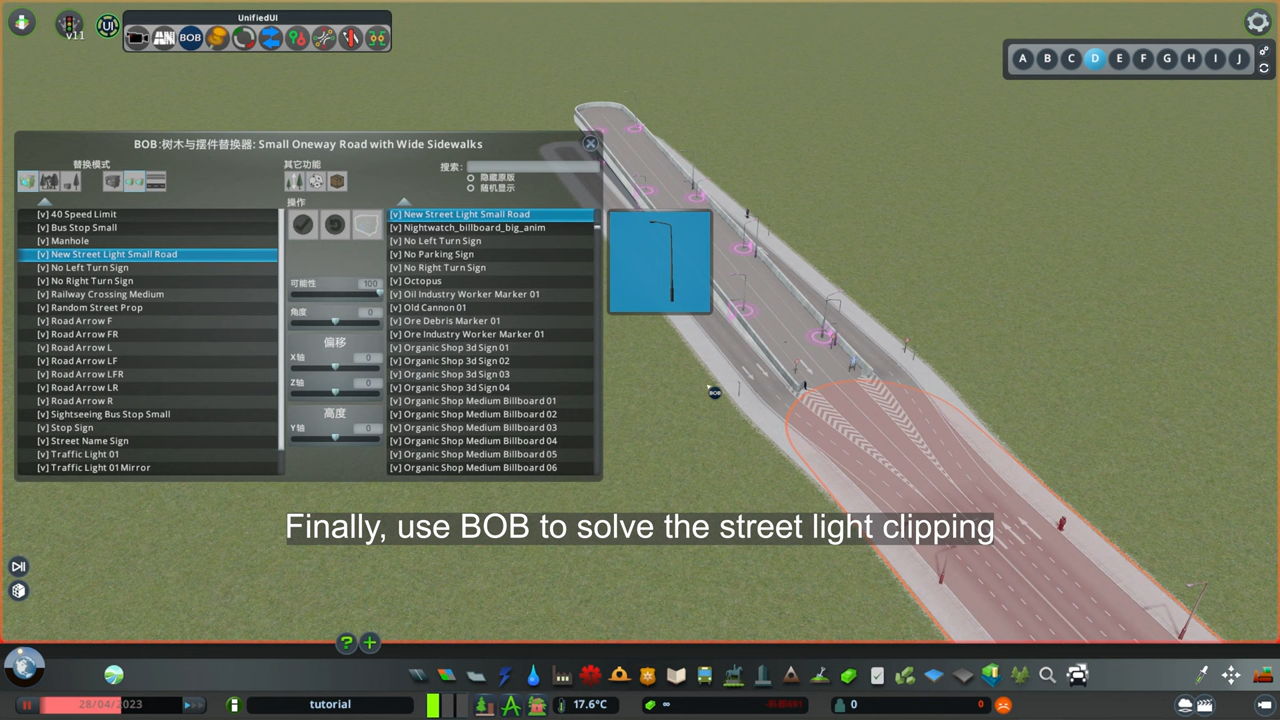 UnifiedUI
v11
UI
BOB
A B C D E F G H I J
BOB:树木与摆件替换器: Small Oneway Road with Wide Sidewalks
替换模式
其它功能
搜索:
隐藏原版
随机显示
操作
[v] 40 Speed Limit
[v] Bus Stop Small
[v] Manhole
[v] New Street Light Small Road
[v] No Left Turn Sign
[v] No Right Turn Sign
[v] Railway Crossing Medium
[v] Random Street Prop
[v] Road Arrow F
[v] Road Arrow FR
[v] Road Arrow L
[v] Road Arrow LF
[v] Road Arrow LFR
[v] Road Arrow LR
[v] Road Arrow R
[v] Sightseeing Bus Stop Small
[v] Stop Sign
[v] Street Name Sign
[v] Traffic Light 01
[v] Traffic Light 01 Mirror
可能性 100
角度 0
偏移
X轴 0
Z轴 0
高度
Y轴 0
[v] New Street Light Small Road
[v] Nightwatch_billboard_big_anim
[v] No Left Turn Sign
[v] No Parking Sign
[v] No Right Turn Sign
[v] Octopus
[v] Oil Industry Worker Marker 01
[v] Old Cannon 01
[v] Ore Debris Marker 01
[v] Ore Industry Worker Marker 01
[v] Organic Shop 3d Sign 01
[v] Organic Shop 3d Sign 02
[v] Organic Shop 3d Sign 03
[v] Organic Shop 3d Sign 04
[v] Organic Shop Medium Billboard 01
[v] Organic Shop Medium Billboard 02
[v] Organic Shop Medium Billboard 03
[v] Organic Shop Medium Billboard 04
[v] Organic Shop Medium Billboard 05
[v] Organic Shop Medium Billboard 06
BOB
Finally, use BOB to solve the street light clipping
28/04/2023
tutorial
17.6°C
∞
0
0